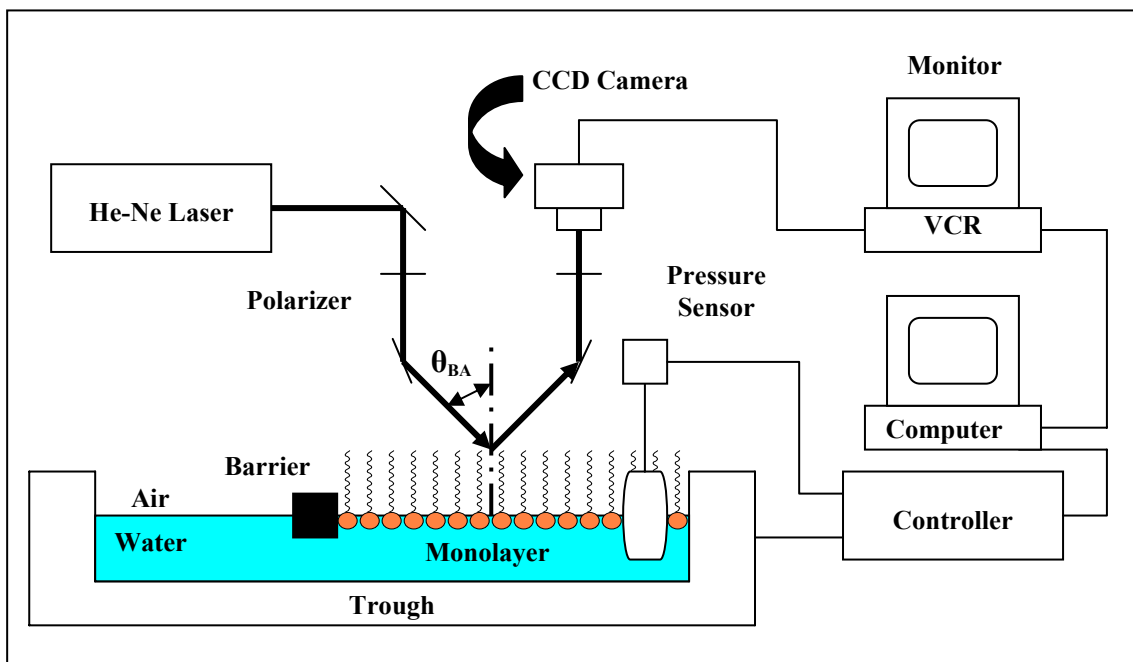 CCD Camera
Monitor
He-Ne Laser
VCR
Polarizer
Pressure
Sensor
θBA
Computer
Barrier
Air
Water
Monolayer
Controller
Trough